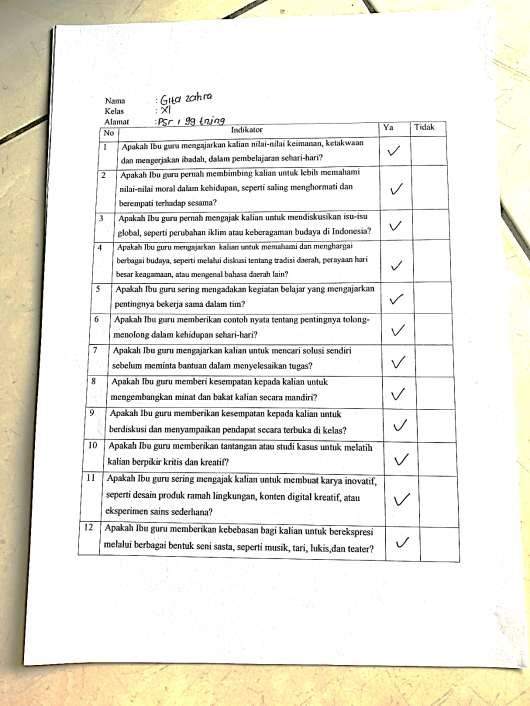 Nama : Gita zahra
Kelas : XI
Alamat : Psr 1 gg tning
No Indikator Ya Tidak
1 Apakah Ibu guru mengajarkan kalian nilai-nilai keimanan, ketakwaan
dan mengerjakan ibadah, dalam pembelajaran sehari-hari? ✓
2 Apakah Ibu guru pernah membimbing kalian untuk lebih memahami
nilai-nilai moral dalam kehidupan, seperti saling menghormati dan ✓
berempati terhadap sesama?
3 Apakah Ibu guru pernah mengajak kalian untuk mendiskusikan isu-isu
global, seperti perubahan iklim atau keberagaman budaya di Indonesia? ✓
4 Apakah Ibu guru mengajarkan kalian untuk memahami dan menghargai
berbagai budaya, seperti melalui diskusi tentang tradisi daerah, perayaan hari
besar keagamaan, atau mengenal bahasa daerah lain? ✓
5 Apakah Ibu guru sering mengadakan kegiatan belajar yang mengajarkan
pentingnya bekerja sama dalam tim? ✓
6 Apakah Ibu guru memberikan contoh nyata tentang pentingnya tolong-
menolong dalam kehidupan sehari-hari? ✓
7 Apakah Ibu guru mengajarkan kalian untuk mencari solusi sendiri
sebelum meminta bantuan dalam menyelesaikan tugas? ✓
8 Apakah Ibu guru memberi kesempatan kepada kalian untuk
mengembangkan minat dan bakat kalian secara mandiri? ✓
9 Apakah Ibu guru memberikan kesempatan kepada kalian untuk
berdiskusi dan menyampaikan pendapat secara terbuka di kelas? ✓
10 Apakah Ibu guru memberikan tantangan atau studi kasus untuk melatih
kalian berpikir kritis dan kreatif? ✓
11 Apakah Ibu guru sering mengajak kalian untuk membuat karya inovatif,
seperti desain produk ramah lingkungan, konten digital kreatif, atau ✓
eksperimen sains sederhana?
12 Apakah Ibu guru memberikan kebebasan bagi kalian untuk berekspresi
melalui berbagai bentuk seni sasta, seperti musik, tari, lukis,dan teater? ✓